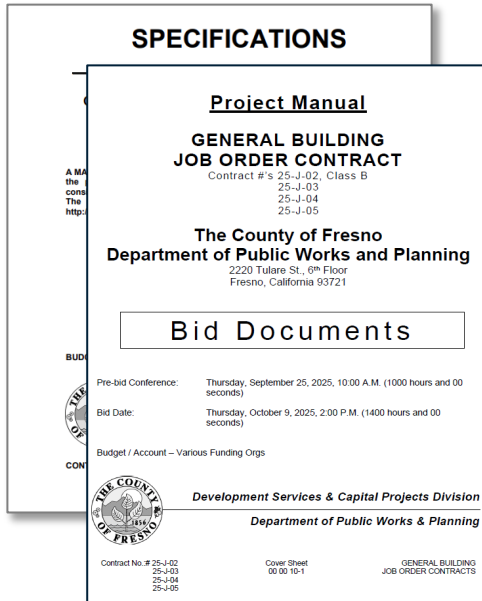 SPECIFICATIONS
A MA
the
cons
The
http:/
BUD
CON
Project Manual
GENERAL BUILDING
JOB ORDER CONTRACT
Contract #'s 25-J-02, Class B
25-J-03
25-J-04
25-J-05
The County of Fresno
Department of Public Works and Planning
2220 Tulare St., 6th Floor
Fresno, California 93721
Bid Documents
Pre-bid Conference: Thursday, September 25, 2025, 10:00 A.M. (1000 hours and 00
seconds)
Bid Date: Thursday, October 9, 2025, 2:00 P.M. (1400 hours and 00
seconds)
Budget / Account – Various Funding Orgs
THE COUNTY
1856
OF FRESNO
Development Services & Capital Projects Division
Department of Public Works & Planning
Contract No.:# 25-J-02 Cover Sheet GENERAL BUILDING
25-J-03 00 00 10-1 JOB ORDER CONTRACTS
25-J-04
25-J-05